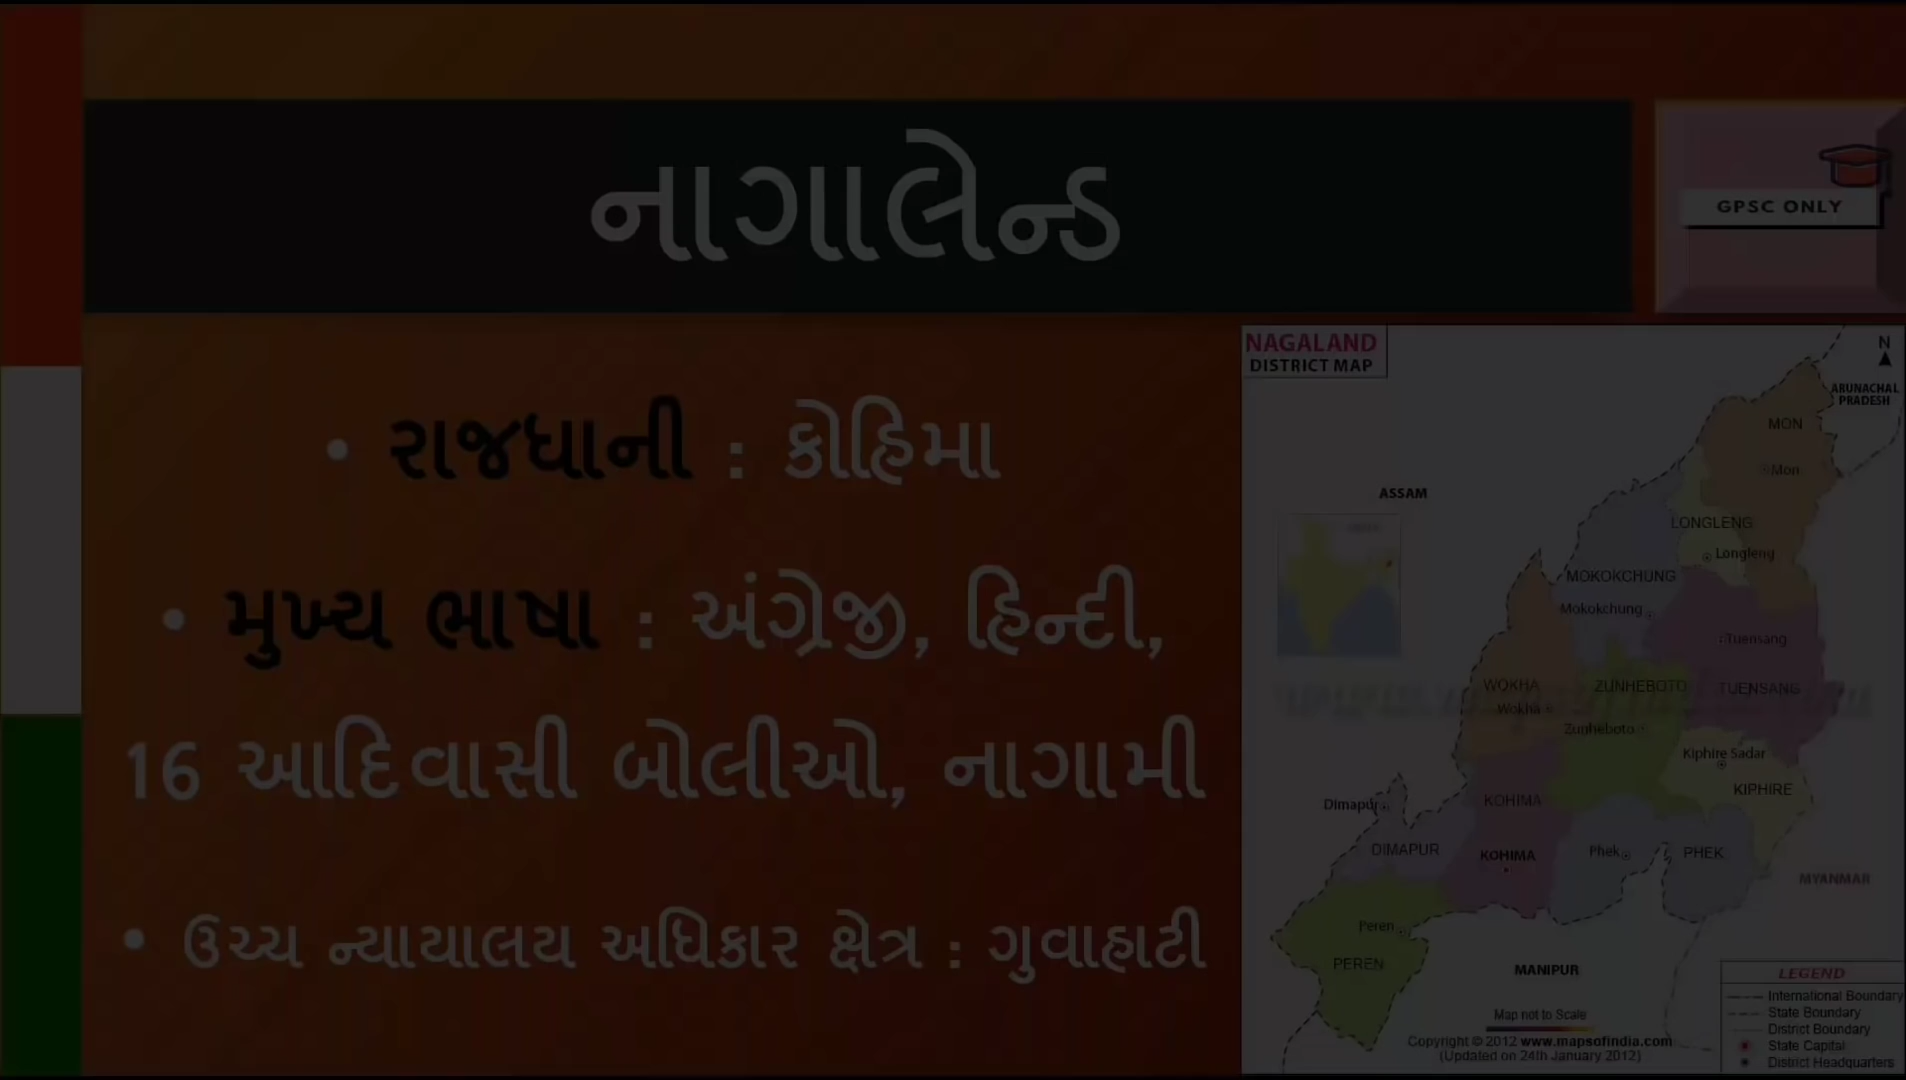 નાગાલેન્ડ
GPSC ONLY
• રાજધાની : કોહિમા
• મુખ્ય ભાષા : અંગ્રેજી, હિન્દી,
16 આદિવાસી બોલીઓ, નાગામી
• ઉચ્ચ ન્યાયાલય અધિકાર ક્ષેત્ર : ગુવાહાટી
NAGALAND
DISTRICT MAP
N
ARUNACHAL
PRADESH
MON
Mon
ASSAM
LONGLENG
Longleng
MOKOKCHUNG
Mokokchung
Tuensang
WOKHA
ZUNHEBOTO
TUENSANG
Wokha
Zunheboto
Kiphire Sadar
KIPHIRE
Dimapur
KOHIMA
DIMAPUR
KOHIMA
Phek
PHEK
MYANMAR
Peren
PEREN
MANIPUR
LEGEND
International Boundary
State Boundary
District Boundary
State Capital
District Headquarters
Map not to Scale
Copyright © 2012 www.mapsofindia.com
(Updated on 24th January 2012)